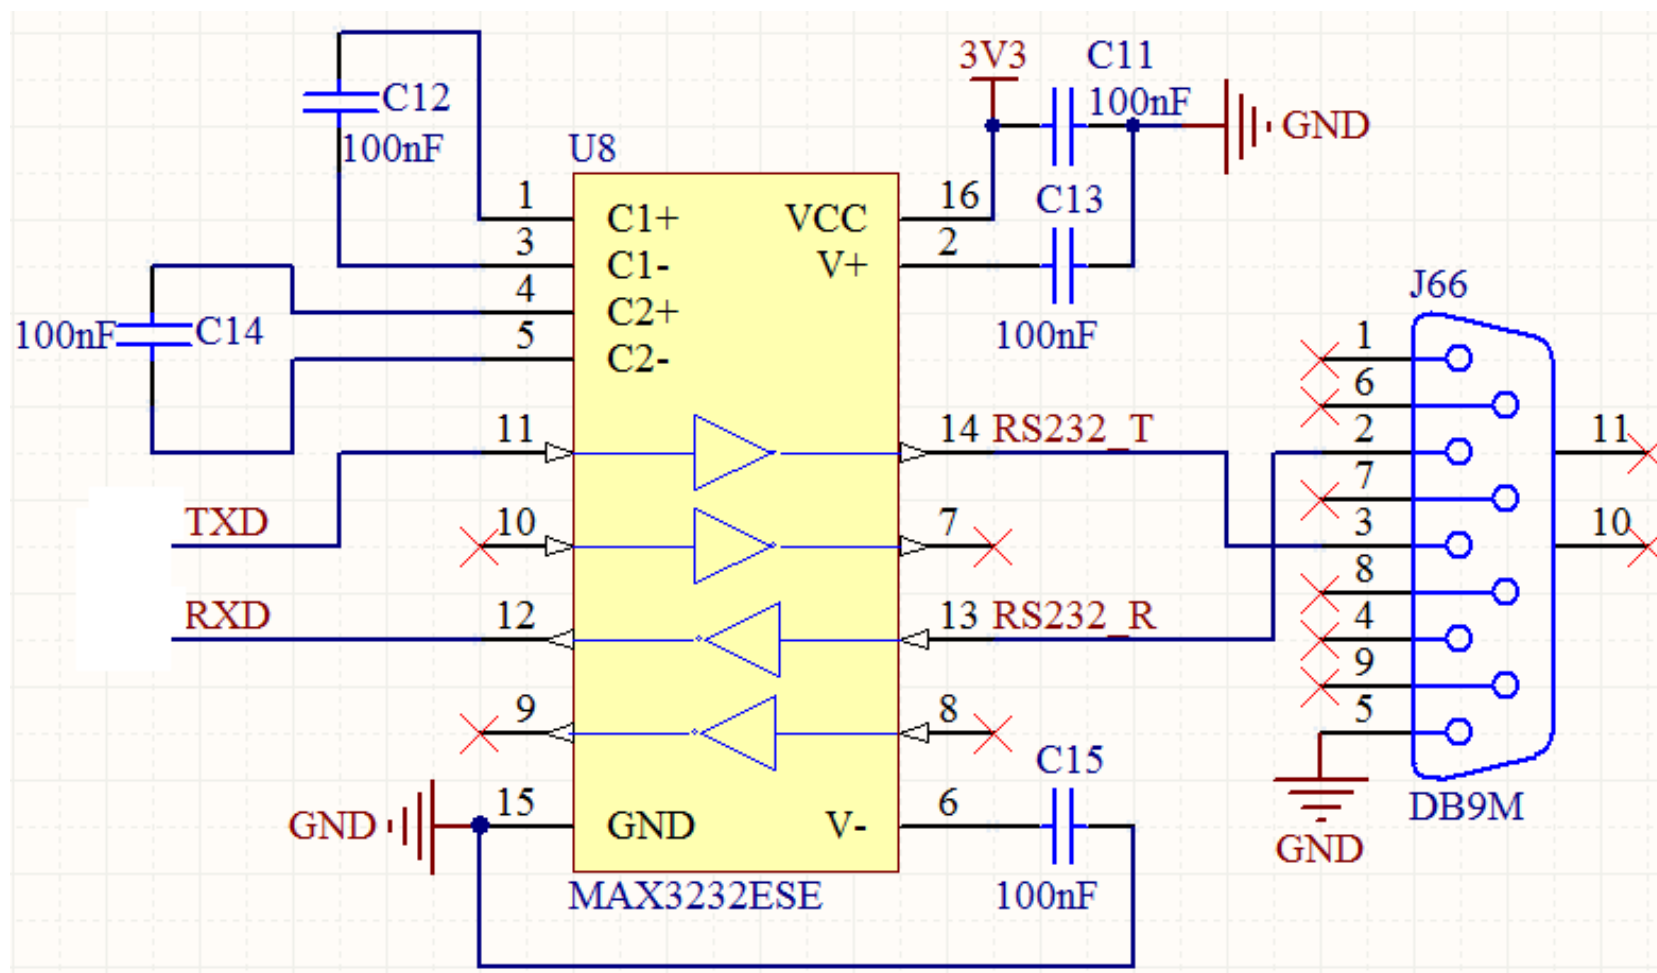 3V3 C11
C12 100nF GND
100nF U8
1 C1+ VCC 16 C13
3 C1- V+ 2
4 C2+ J66
100nF C14 5 C2- 100nF 1
6
11 14 RS232_T 2 11
7
TXD 10 7 3 10
8
RXD 12 13 RS232_R 4
9
9 8 5
C15
GND 15 GND V- 6 DB9M
GND
MAX3232ESE 100nF